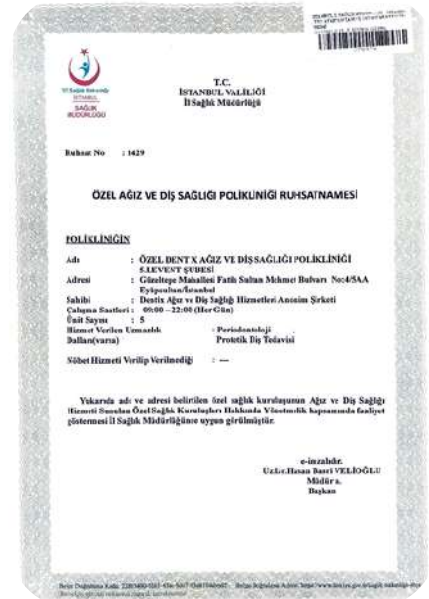 T.C.
İSTANBUL VALİLİĞİ
İl Sağlık Müdürlüğü
T.C. Sağlık Bakanlığı
İSTANBUL
SAĞLIK
MÜDÜRLÜĞÜ
Ruhsat No : 1429
ÖZEL AĞIZ VE DİŞ SAĞLIĞI POLİKLİNİĞİ RUHSATNAMESİ
POLİKLİNİĞİN
Adı : ÖZEL DENT X AĞIZ VE DİŞ SAĞLIĞI POLİKLİNİĞİ
5.LEVENT ŞUBESİ
Adresi : Güzeltepe Mahallesi Fatih Sultan Mehmet Bulvarı No:4/5AA
Eyüpsultan/İstanbul
Sahibi : Dentix Ağız ve Diş Sağlığı Hizmetleri Anonim Şirketi
Çalışma Saatleri : 09:00 – 22:00 (Her Gün)
Ünit Sayısı : 5
Hizmet Verilen Uzmanlık : Periodontoloji
Dalları(varsa) Protetik Diş Tedavisi
Nöbet Hizmeti Verilip Verilmediği : ---
Yukarıda adı ve adresi belirtilen özel sağlık kuruluşunun Ağız ve Diş Sağlığı
Hizmeti Sunulan Özel Sağlık Kuruluşları Hakkında Yönetmelik kapsamında faaliyet
göstermesi İl Sağlık Müdürlüğünce uygun görülmüştür.
e-imzalıdır.
Uz.Dr.Hasan Basri VELİOĞLU
Müdür a.
Başkan